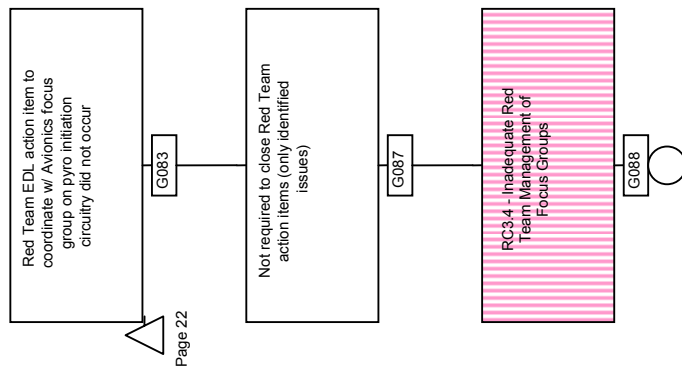 Red Team EDL action item to
coordinate w/ Avionics focus
group on pyro initiation
circuitry did not occur
G083
Page 22
Not required to close Red Team
action items (only identified
issues)
G087
RC3.4 - Inadequate Red
Team Management of
Focus Groups
G088